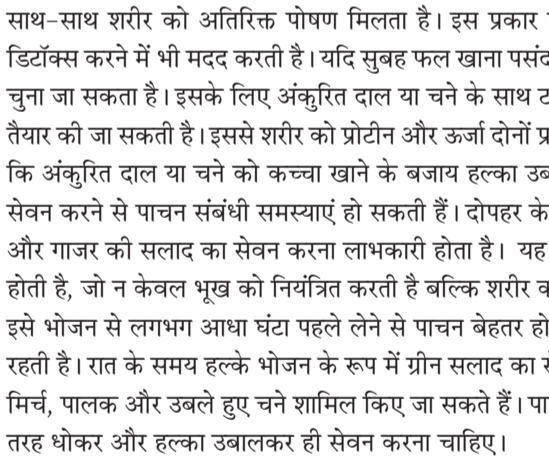 साथ-साथ शरीर को अतिरिक्त पोषण मिलता है। इस प्रकार
डिटॉक्स करने में भी मदद करती है। यदि सुबह फल खाना पसंद
चुना जा सकता है। इसके लिए अंकुरित दाल या चने के साथ
तैयार की जा सकती है। इससे शरीर को प्रोटीन और ऊर्जा दोनों
कि अंकुरित दाल या चने को कच्चा खाने के बजाय हल्का
सेवन करने से पाचन संबंधी समस्याएं हो सकती हैं। दोपहर के
और गाजर की सलाद का सेवन करना लाभकारी होता है। यह
होती है, जो न केवल भूख को नियंत्रित करती है बल्कि शरीर
इसे भोजन से लगभग आधा घंटा पहले लेने से पाचन बेहतर हो
रहती है। रात के समय हल्के भोजन के रूप में ग्रीन सलाद का
मिर्च, पालक और उबले हुए चने शामिल किए जा सकते हैं।
तरह धोकर और हल्का उबालकर ही सेवन करना चाहिए।